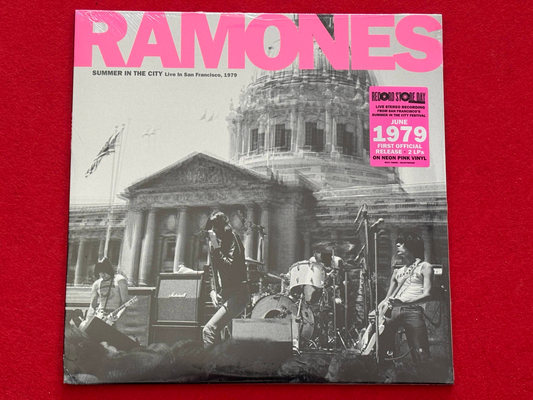 RAMONES
SUMMER IN THE CITY Live in San Francisco, 1979
RECORD STORE DAY
LIVE STEREO RECORDING
FROM SAN FRANCISCO'S
SUMMER IN THE CITY FESTIVAL
JUNE
1979
FIRST OFFICIAL
RELEASE 2 LPs
ON NEON PINK VINYL
Marshall